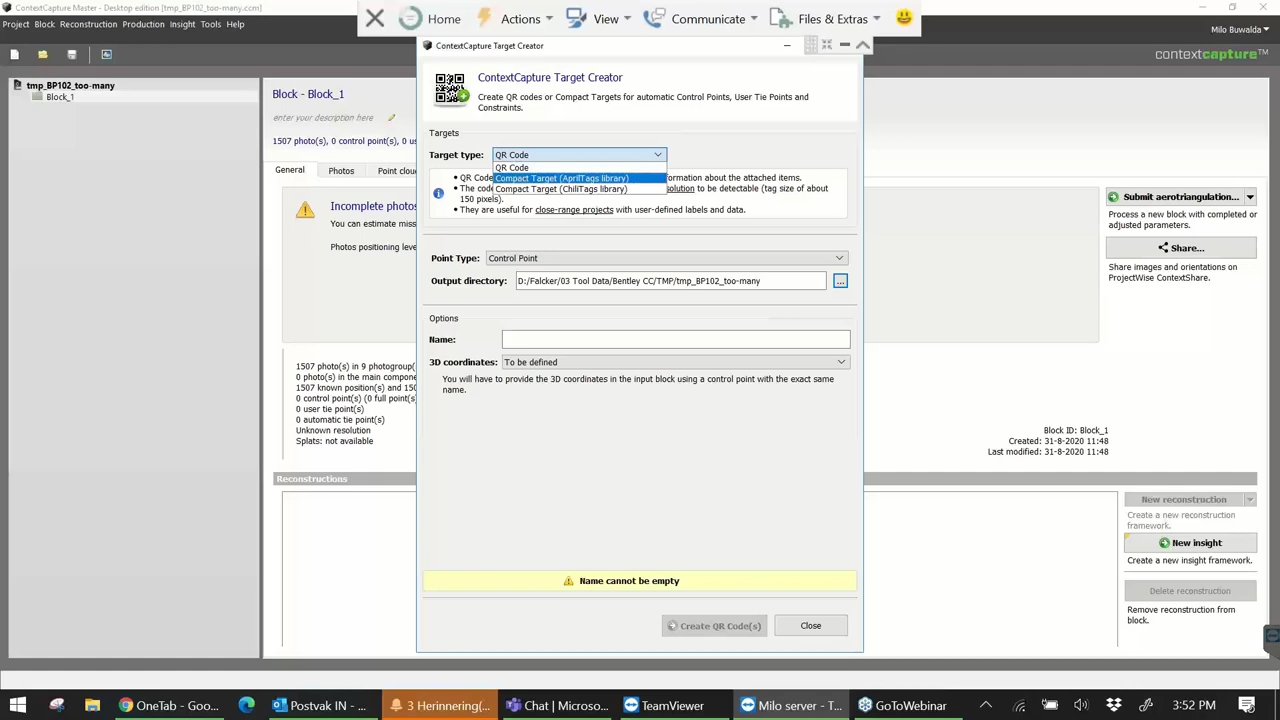 ContextCapture Master - Desktop edition [tmp_BP102_too-many.ccm]
Home
Actions
View
Communicate
Files & Extras
Project Block Reconstruction Production Insight Tools Help
Milo Buwalda
contextcapture™
tmp_BP102_too-many
Block_1
Block - Block_1
enter your description here
1507 photo(s), 0 control point(s), 0 us
General
Photos
Point clou
Incomplete photos
You can estimate miss
Photos positioning leve
1507 photo(s) in 9 photogroup(
0 photo(s) in the main compone
1507 known position(s) and 150
0 control point(s) (0 full point(s)
0 user tie point(s)
0 automatic tie point(s)
Unknown resolution
Splats: not available
Block ID: Block_1
Created: 31-8-2020 11:48
Last modified: 31-8-2020 11:48
Reconstructions
ContextCapture Target Creator
ContextCapture Target Creator
Create QR codes or Compact Targets for automatic Control Points, User Tie Points and
Constraints.
Targets
Target type:
QR Code
QR Code
Compact Target (AprilTags library)
Compact Target (ChiliTags library)
• QR Code
formation about the attached items.
• The code
solution to be detectable (tag size of about
150 pixels).
• They are useful for close-range projects with user-defined labels and data.
Point Type: Control Point
Output directory: D:/Falcker/03 Tool Data/Bentley CC/TMP/tmp_BP102_too-many
...
Options
Name:
3D coordinates: To be defined
You will have to provide the 3D coordinates in the input block using a control point with the exact same
name.
Name cannot be empty
Create QR Code(s)
Close
Submit aerotriangulation...
Process a new block with completed or
adjusted parameters.
Share...
Share images and orientations on
ProjectWise ContextShare.
New reconstruction
Create a new reconstruction
framework.
New insight
Create a new insight framework.
Delete reconstruction
Remove reconstruction from
block.
OneTab - Goo...
Postvak IN - ...
3 Herinnering(...
Chat | Microso...
TeamViewer
Milo server - T...
GoToWebinar
3:52 PM